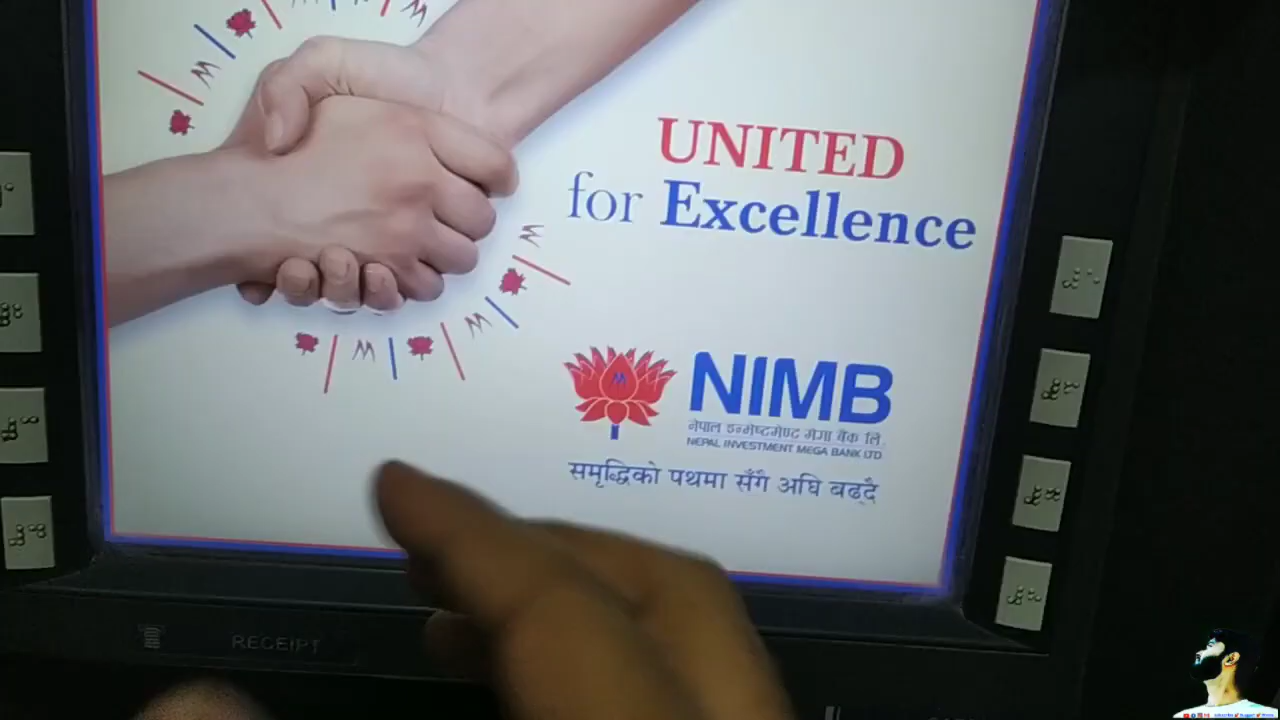 UNITED
for Excellence
NIMB
नेपाल इन्भेष्टमेण्ट मेगा बैंक लि.
NEPAL INVESTMENT MEGA BANK LTD
समृद्धिको पथमा सँगै अघि बढ्दै
RECEIPT